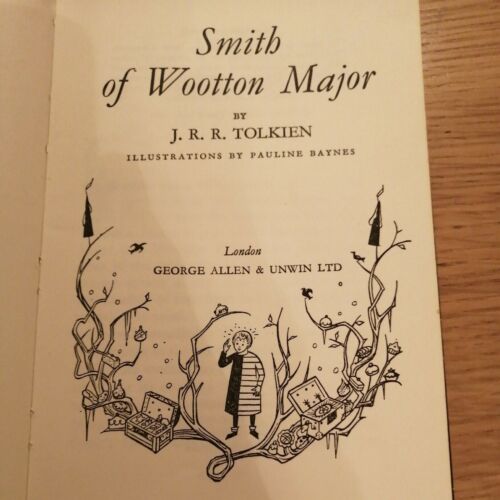 Smith
of Wootton Major
BY
J. R. R. TOLKIEN
ILLUSTRATIONS BY PAULINE BAYNES
London
GEORGE ALLEN & UNWIN LTD